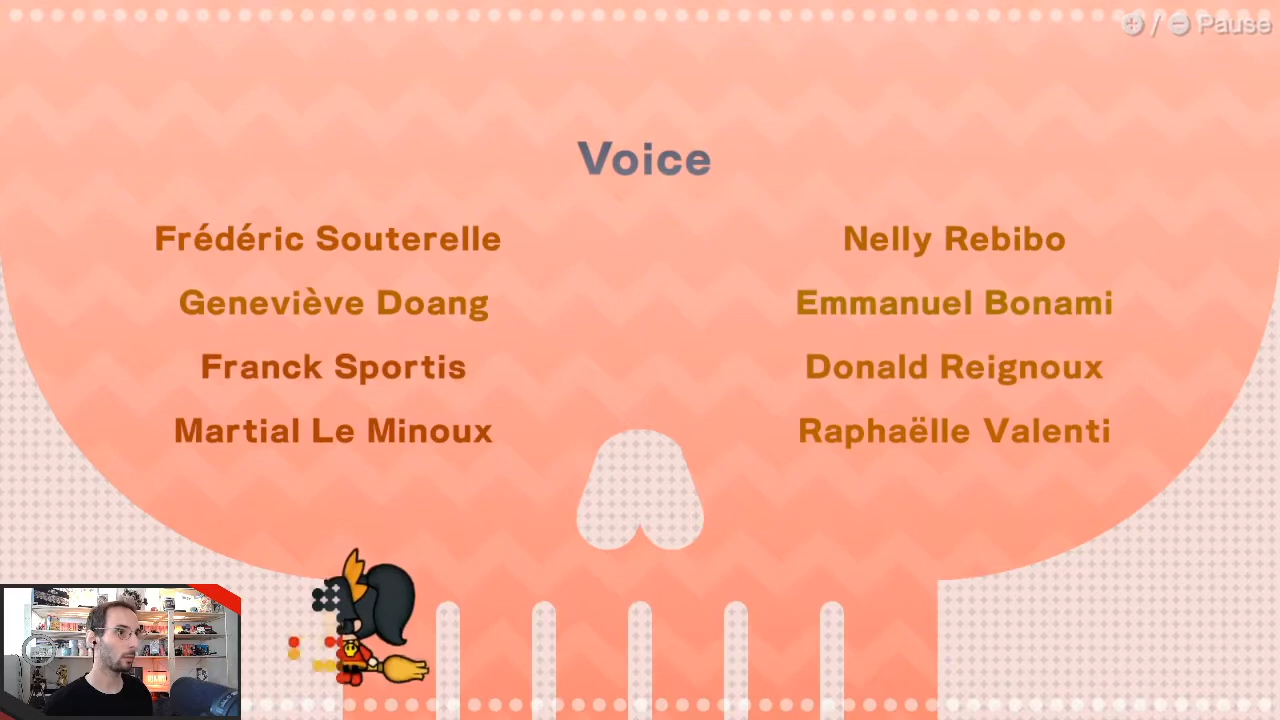 + / - Pause
Voice
Frédéric Souterelle
Nelly Rebibo
Geneviève Doang
Emmanuel Bonami
Franck Sportis
Donald Reignoux
Martial Le Minoux
Raphaëlle Valenti